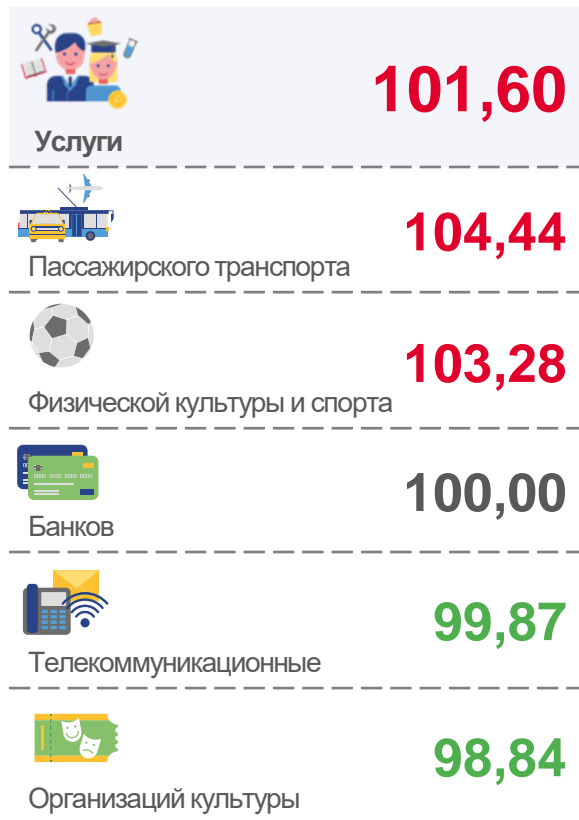 101,60
Услуги
104,44
Пассажирского транспорта
103,28
Физической культуры и спорта
100,00
Банков
99,87
Телекоммуникационные
98,84
Организаций культуры